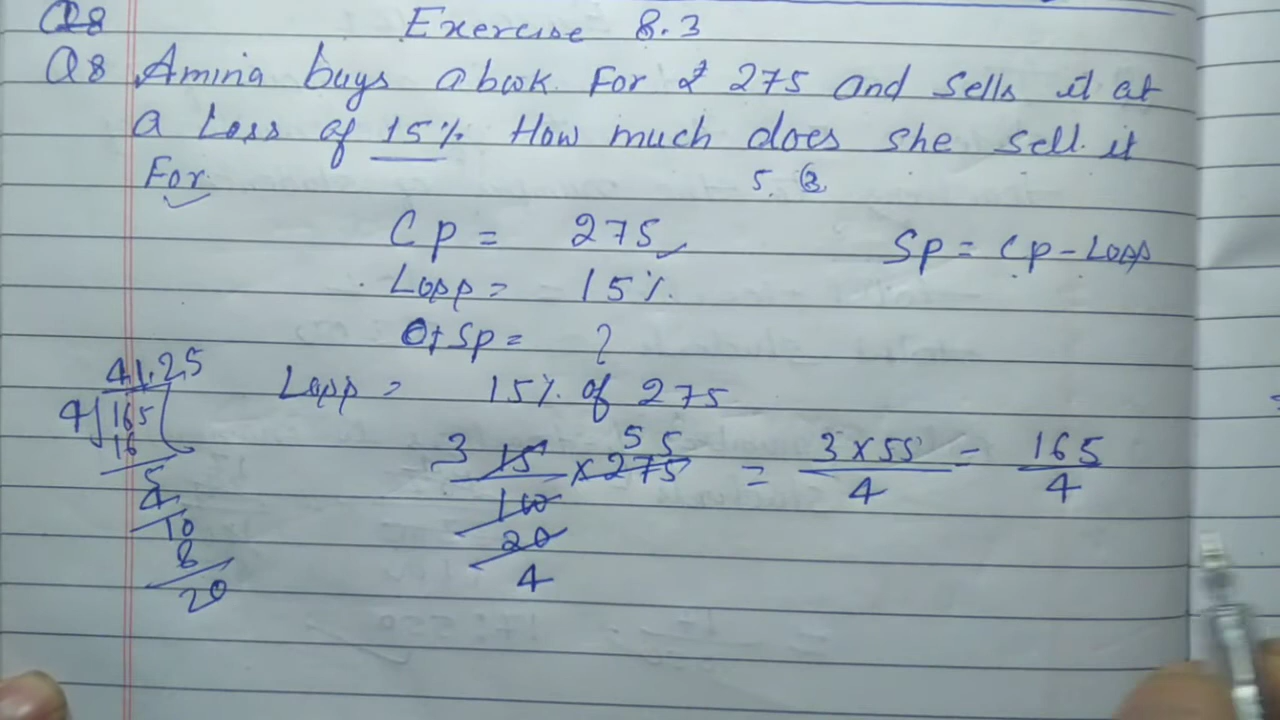 Q8 Exercise 8.3
Q8 Amina buys a book For ₹ 275 and Sells it at
a Loss of 15% How much does she sell it
For
CP = 275 SP = CP - Loss
Loss = 15%
SP = ?
Loss = 15% of 275
3 15/100 × 275 55 = 3×55/4 = 165/4
20
4
41.25
4)165(
16
5
4
10
8
20